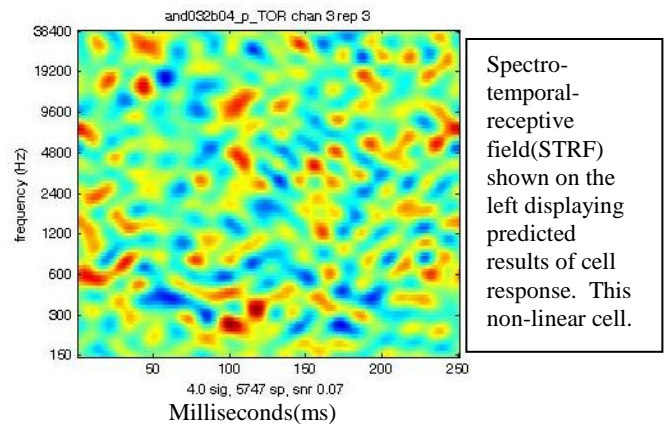 and032b04_p_TOR chan 3 rep 3
38400
19200
9600
4800
2400
1200
600
300
150
frequency (Hz)
50
100
150
200
250
4.0 sig, 5747 sp, snr 0.07
Milliseconds(ms)
Spectro-
temporal-
receptive
field(STRF)
shown on the
left displaying
predicted
results of cell
response. This
non-linear cell.